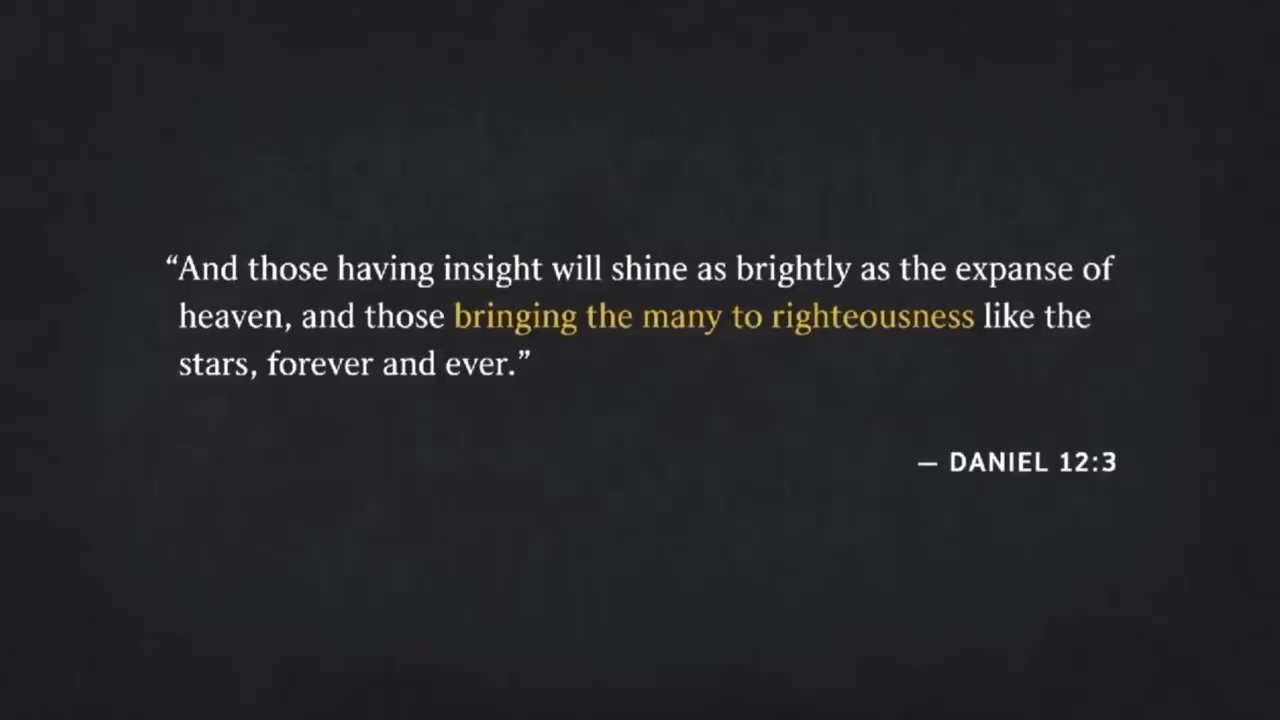 “And those having insight will shine as brightly as the expanse of
heaven, and those bringing the many to righteousness like the
stars, forever and ever.”
— DANIEL 12:3